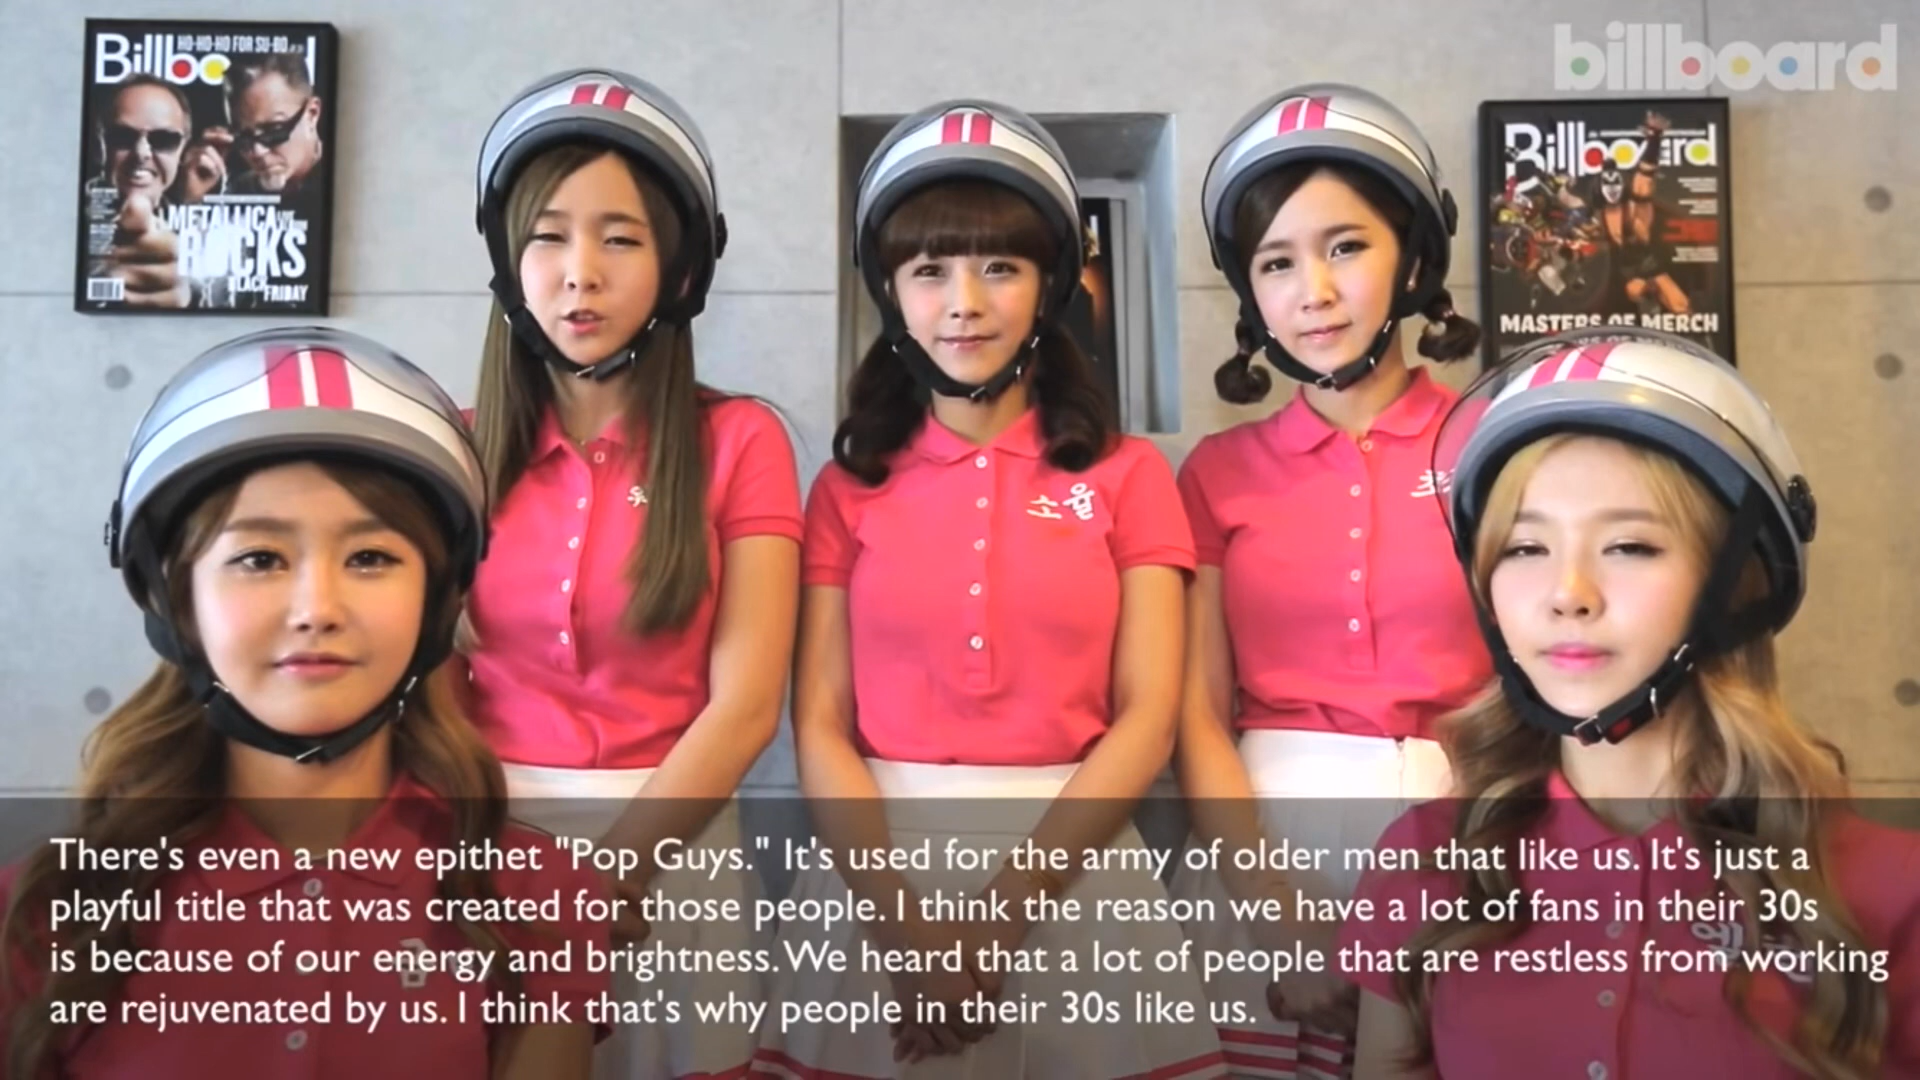 billboard
HO-HO-HO FOR SU-BO
Billbo d
METALLICA
ROCKS
BLACK
FRIDAY
Billbo rd
MASTERS OF MERCH
소율
There's even a new epithet "Pop Guys." It's used for the army of older men that like us. It's just a
playful title that was created for those people. I think the reason we have a lot of fans in their 30s
is because of our energy and brightness. We heard that a lot of people that are restless from working
are rejuvenated by us. I think that's why people in their 30s like us.